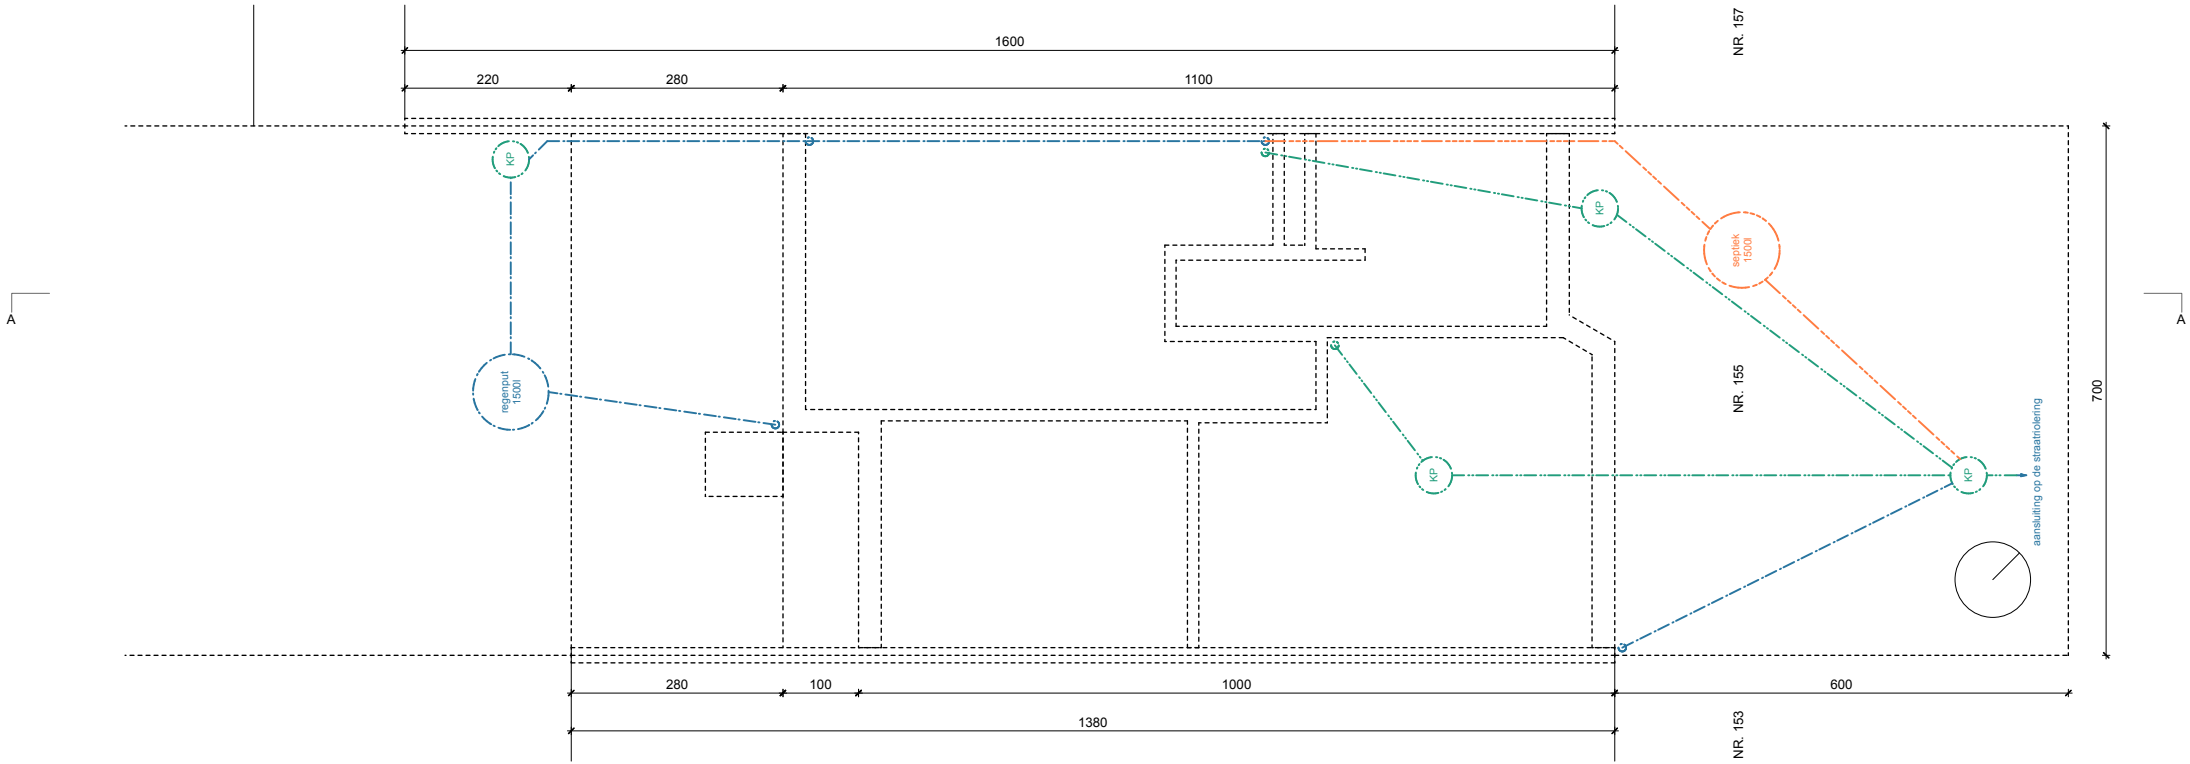 1600
NR. 157
220
280
1100
KP
KP
septiek
1500l
A
A
regenput
1500l
NR. 155
700
KP
KP
aansluiting op de straatriolering
280
100
1000
600
1380
NR. 153